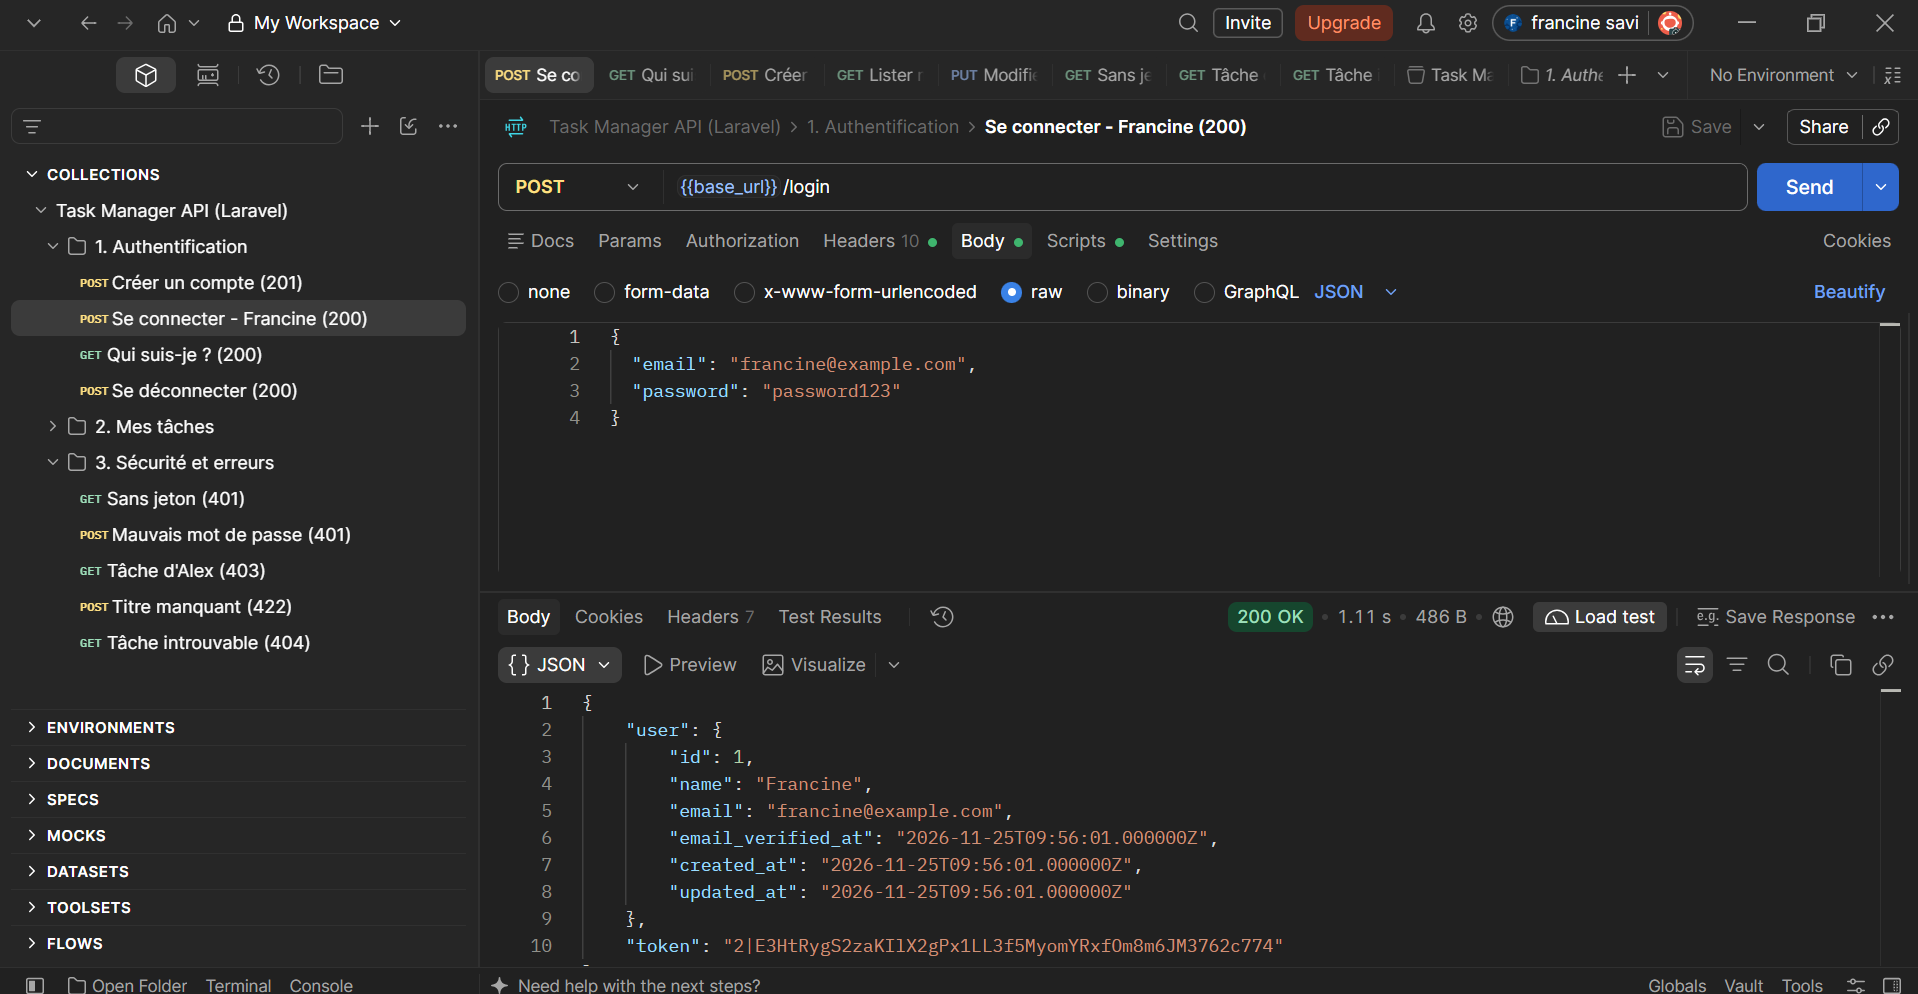 My Workspace
Invite
Upgrade
francine savi
POST Se co
GET Qui sui
POST Créer
GET Lister
PUT Modifie
GET Sans je
GET Tâche
GET Tâche
Task Ma
1. Authe
No Environment
HTTP Task Manager API (Laravel) > 1. Authentification > Se connecter - Francine (200)
Save
Share
COLLECTIONS
Task Manager API (Laravel)
1. Authentification
POST Créer un compte (201)
POST Se connecter - Francine (200)
GET Qui suis-je ? (200)
POST Se déconnecter (200)
2. Mes tâches
3. Sécurité et erreurs
GET Sans jeton (401)
POST Mauvais mot de passe (401)
GET Tâche d'Alex (403)
POST Titre manquant (422)
GET Tâche introuvable (404)
ENVIRONMENTS
DOCUMENTS
SPECS
MOCKS
DATASETS
TOOLSETS
FLOWS
POST
{{base_url}} /login
Send
Docs
Params
Authorization
Headers 10
Body
Scripts
Settings
Cookies
none
form-data
x-www-form-urlencoded
raw
binary
GraphQL
JSON
Beautify
1 {
2 "email": "francine@example.com",
3 "password": "password123"
4 }
Body
Cookies
Headers 7
Test Results
200 OK • 1.11 s • 486 B
Load test
e.g. Save Response
{} JSON
Preview
Visualize
1 {
2 "user": {
3 "id": 1,
4 "name": "Francine",
5 "email": "francine@example.com",
6 "email_verified_at": "2026-11-25T09:56:01.000000Z",
7 "created_at": "2026-11-25T09:56:01.000000Z",
8 "updated_at": "2026-11-25T09:56:01.000000Z"
9 },
10 "token": "2|E3HtRygS2zaKIlX2gPx1LL3f5MyomYRxfOm8m6JM3762c774"
Open Folder
Terminal
Console
Need help with the next steps?
Globals
Vault
Tools